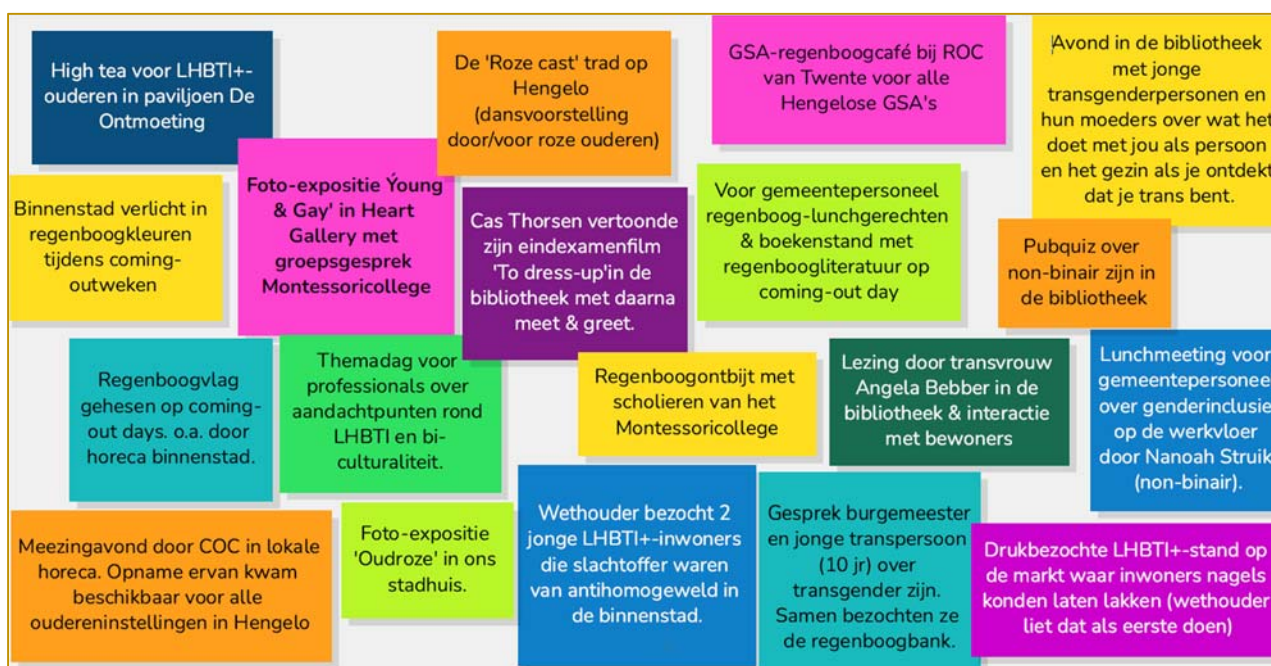 High tea voor LHBTI+-
ouderen in paviljoen De
Ontmoeting
De 'Roze cast' trad op
Hengelo
(dansvoorstelling
door/voor roze ouderen)
GSA-regenboogcafé bij ROC
van Twente voor alle
Hengelose GSA's
Avond in de bibliotheek
met jonge
transgenderpersonen en
hun moeders over wat het
doet met jou als persoon
en het gezin als je ontdekt
dat je trans bent.
Binnenstad verlicht in
regenboogkleuren
tijdens coming-
outweken
Foto-expositie Ýoung
& Gay' in Heart
Gallery met
groepsgesprek
Montessoricollege
Cas Thorsen vertoonde
zijn eindexamenfilm
'To dress-up'in de
bibliotheek met daarna
meet & greet.
Voor gemeentepersoneel
regenboog-lunchgerechten
& boekenstand met
regenboogliteratuur op
coming-out day
Pubquiz over
non-binair zijn in
de bibliotheek
Regenboogvlag
gehesen op coming-
out days. o.a. door
horeca binnenstad.
Themadag voor
professionals over
aandachtpunten rond
LHBTI en bi-
culturaliteit.
Regenboogontbijt met
scholieren van het
Montessoricollege
Lezing door transvrouw
Angela Bebber in de
bibliotheek & interactie
met bewoners
Lunchmeeting voor
gemeentepersoneel
over genderinclusie
op de werkvloer
door Nanoah Struik
(non-binair).
Meezingavond door COC in lokale
horeca. Opname ervan kwam
beschikbaar voor alle
oudereninstellingen in Hengelo
Foto-expositie
'Oudroze' in ons
stadhuis.
Wethouder bezocht 2
jonge LHBTI+-inwoners
die slachtoffer waren
van antihomogeweld in
de binnenstad.
Gesprek burgemeester
en jonge transpersoon
(10 jr) over
transgender zijn.
Samen bezochten ze
de regenboogbank.
Drukbezochte LHBTI+-stand op
de markt waar inwoners nagels
konden laten lakken (wethouder
liet dat als eerste doen)